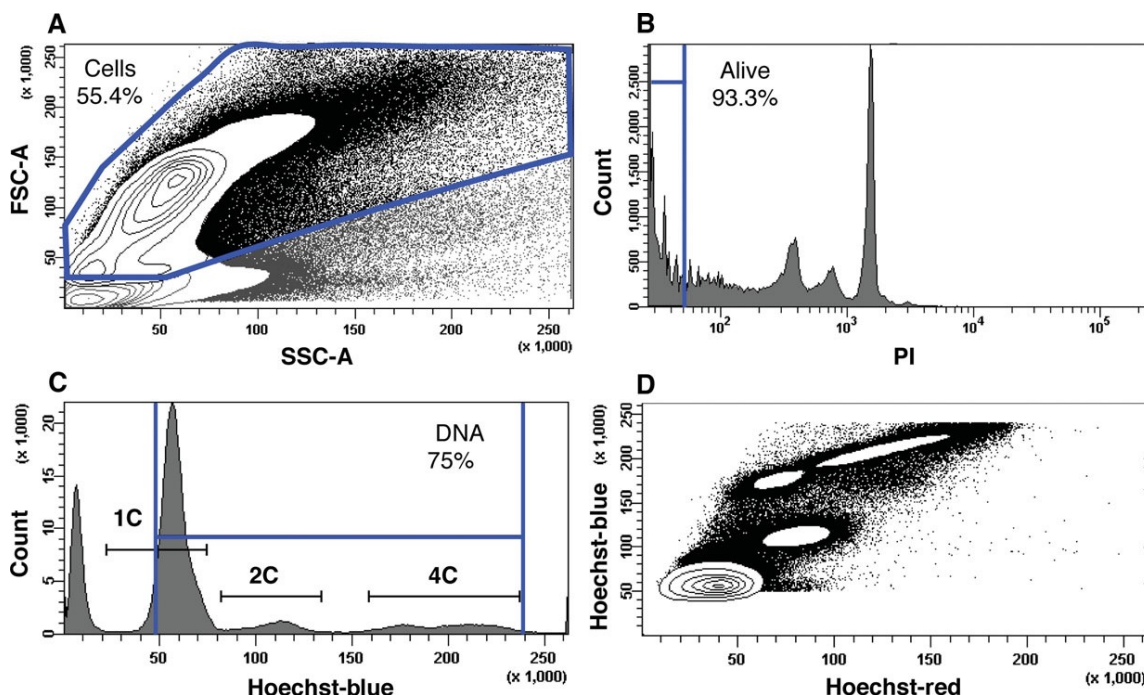 A
Cells
55.4%
FSC-A
(x 1,000)
250
200
150
100
50
50
100
150
200
250
(x 1,000)
SSC-A
B
Alive
93.3%
Count
2,500
2,000
1,500
1,000
500
0
10²
10³
10⁴
10⁵
PI
C
DNA
75%
1C
2C
4C
Count
(x 1,000)
20
15
10
5
0
50
100
150
200
250
(x 1,000)
Hoechst-blue
D
Hoechst-blue
(x 1,000)
250
200
150
100
50
50
100
150
200
250
(x 1,000)
Hoechst-red